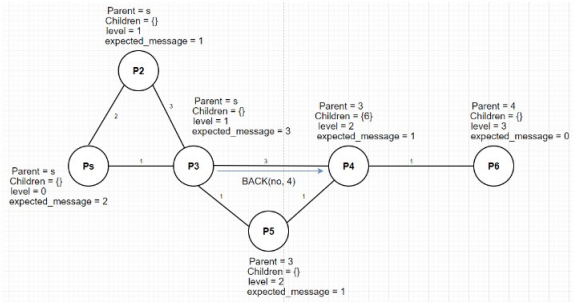 Parent = s
Children = {}
level = 1
expected_message = 1
P2
2
3
Parent = s
Children = {}
level = 1
expected_message = 3
Parent = 3
Children = {6}
level = 2
expected_message = 1
Parent = 4
Children = {}
level = 3
expected_message = 0
Parent = s
Children = {}
level = 0
expected_message = 2
Ps
1
P3
3
P4
1
P6
BACK(no, 4)
1
1
P5
Parent = 3
Children = {}
level = 2
expected_message = 1